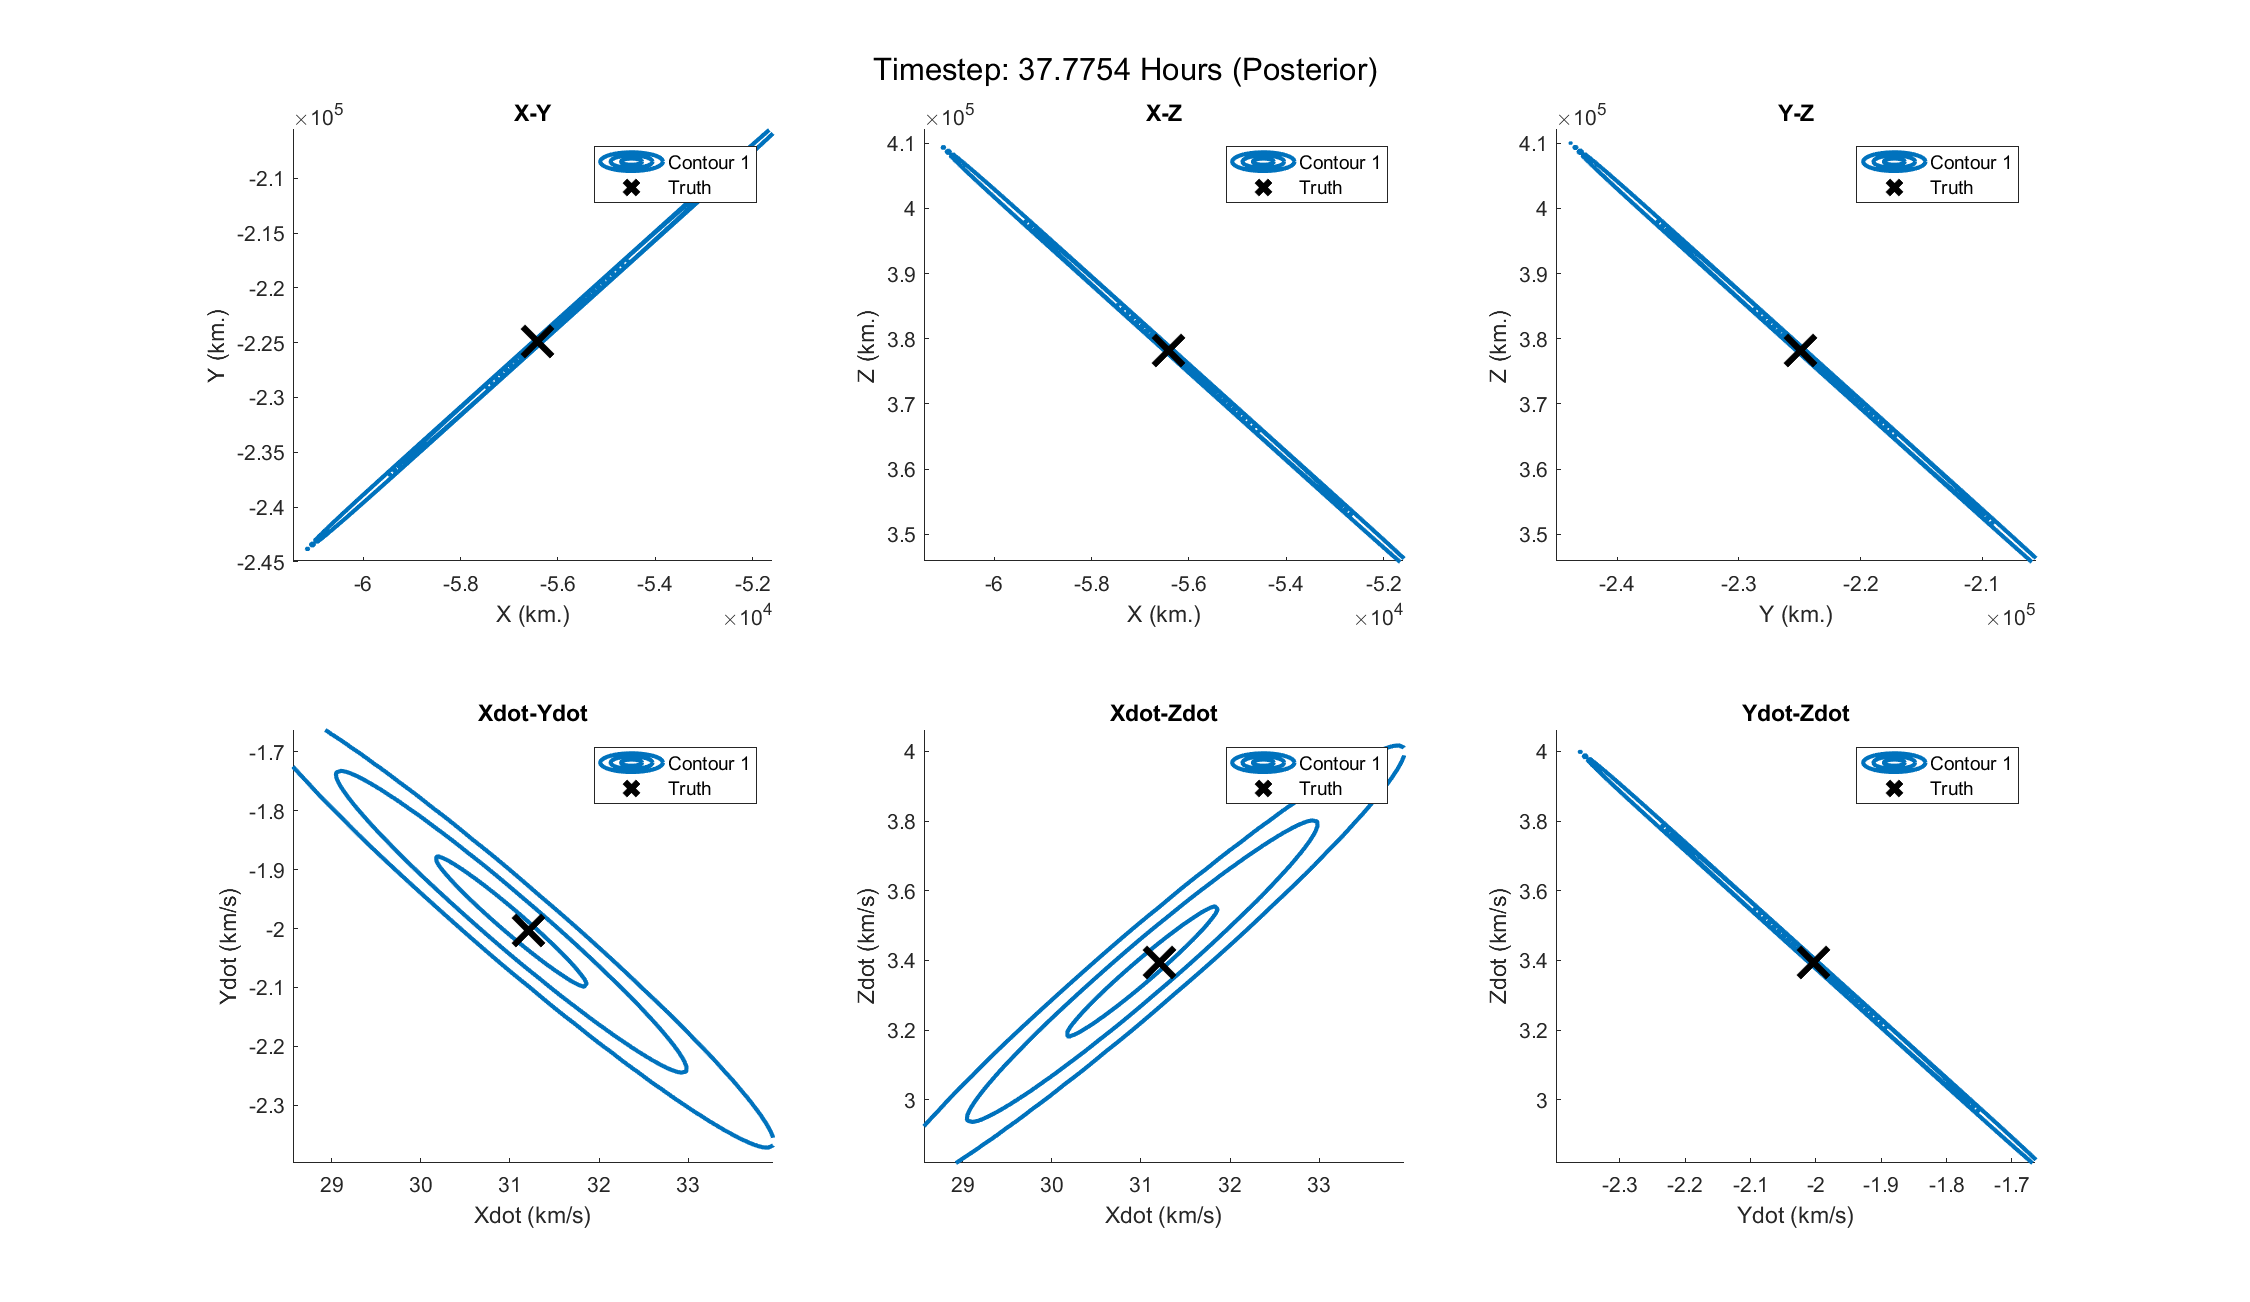 Timestep: 37.7754 Hours (Posterior)
X-Y
×10^5
-2.1
-2.15
-2.2
-2.25
-2.3
-2.35
-2.4
-2.45
Y (km.)
-6 -5.8 -5.6 -5.4 -5.2
X (km.)
×10^4
Contour 1
Truth
X-Z
×10^5
4.1
4
3.9
3.8
3.7
3.6
3.5
Z (km.)
-6 -5.8 -5.6 -5.4 -5.2
X (km.)
×10^4
Contour 1
Truth
Y-Z
×10^5
4.1
4
3.9
3.8
3.7
3.6
3.5
Z (km.)
-2.4 -2.3 -2.2 -2.1
Y (km.)
×10^5
Contour 1
Truth
Xdot-Ydot
-1.7
-1.8
-1.9
-2
-2.1
-2.2
-2.3
Ydot (km/s)
29 30 31 32 33
Xdot (km/s)
Contour 1
Truth
Xdot-Zdot
4
3.8
3.6
3.4
3.2
3
Zdot (km/s)
29 30 31 32 33
Xdot (km/s)
Contour 1
Truth
Ydot-Zdot
4
3.8
3.6
3.4
3.2
3
Zdot (km/s)
-2.3 -2.2 -2.1 -2 -1.9 -1.8 -1.7
Ydot (km/s)
Contour 1
Truth